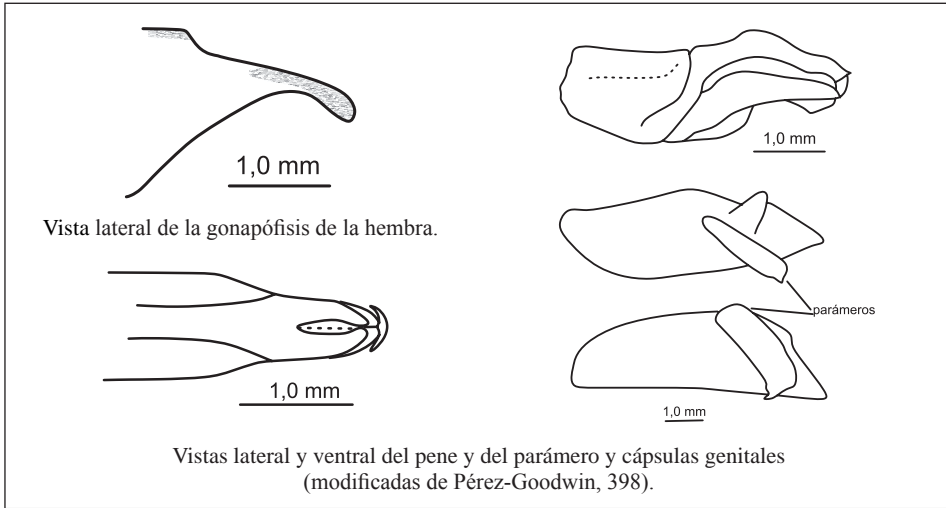 1,0 mm
Vista lateral de la gonapófisis de la hembra.
1,0 mm
1,0 mm
parámeros
1,0 mm
Vistas lateral y ventral del pene y del parámero y cápsulas genitales
(modificadas de Pérez-Goodwin, 398).